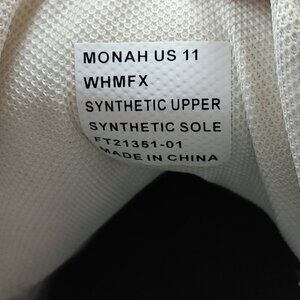 MONAH US 11
WHMFX
SYNTHETIC UPPER
SYNTHETIC SOLE
FT21351-01
MADE IN CHINA